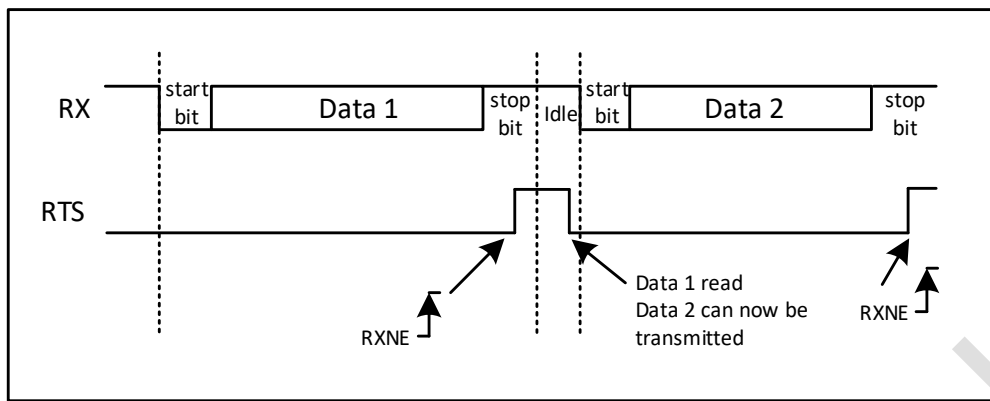 RX
start
bit
Data 1
stop
bit
Idle
start
bit
Data 2
stop
bit
RTS
RXNE
Data 1 read
Data 2 can now be
transmitted
RXNE